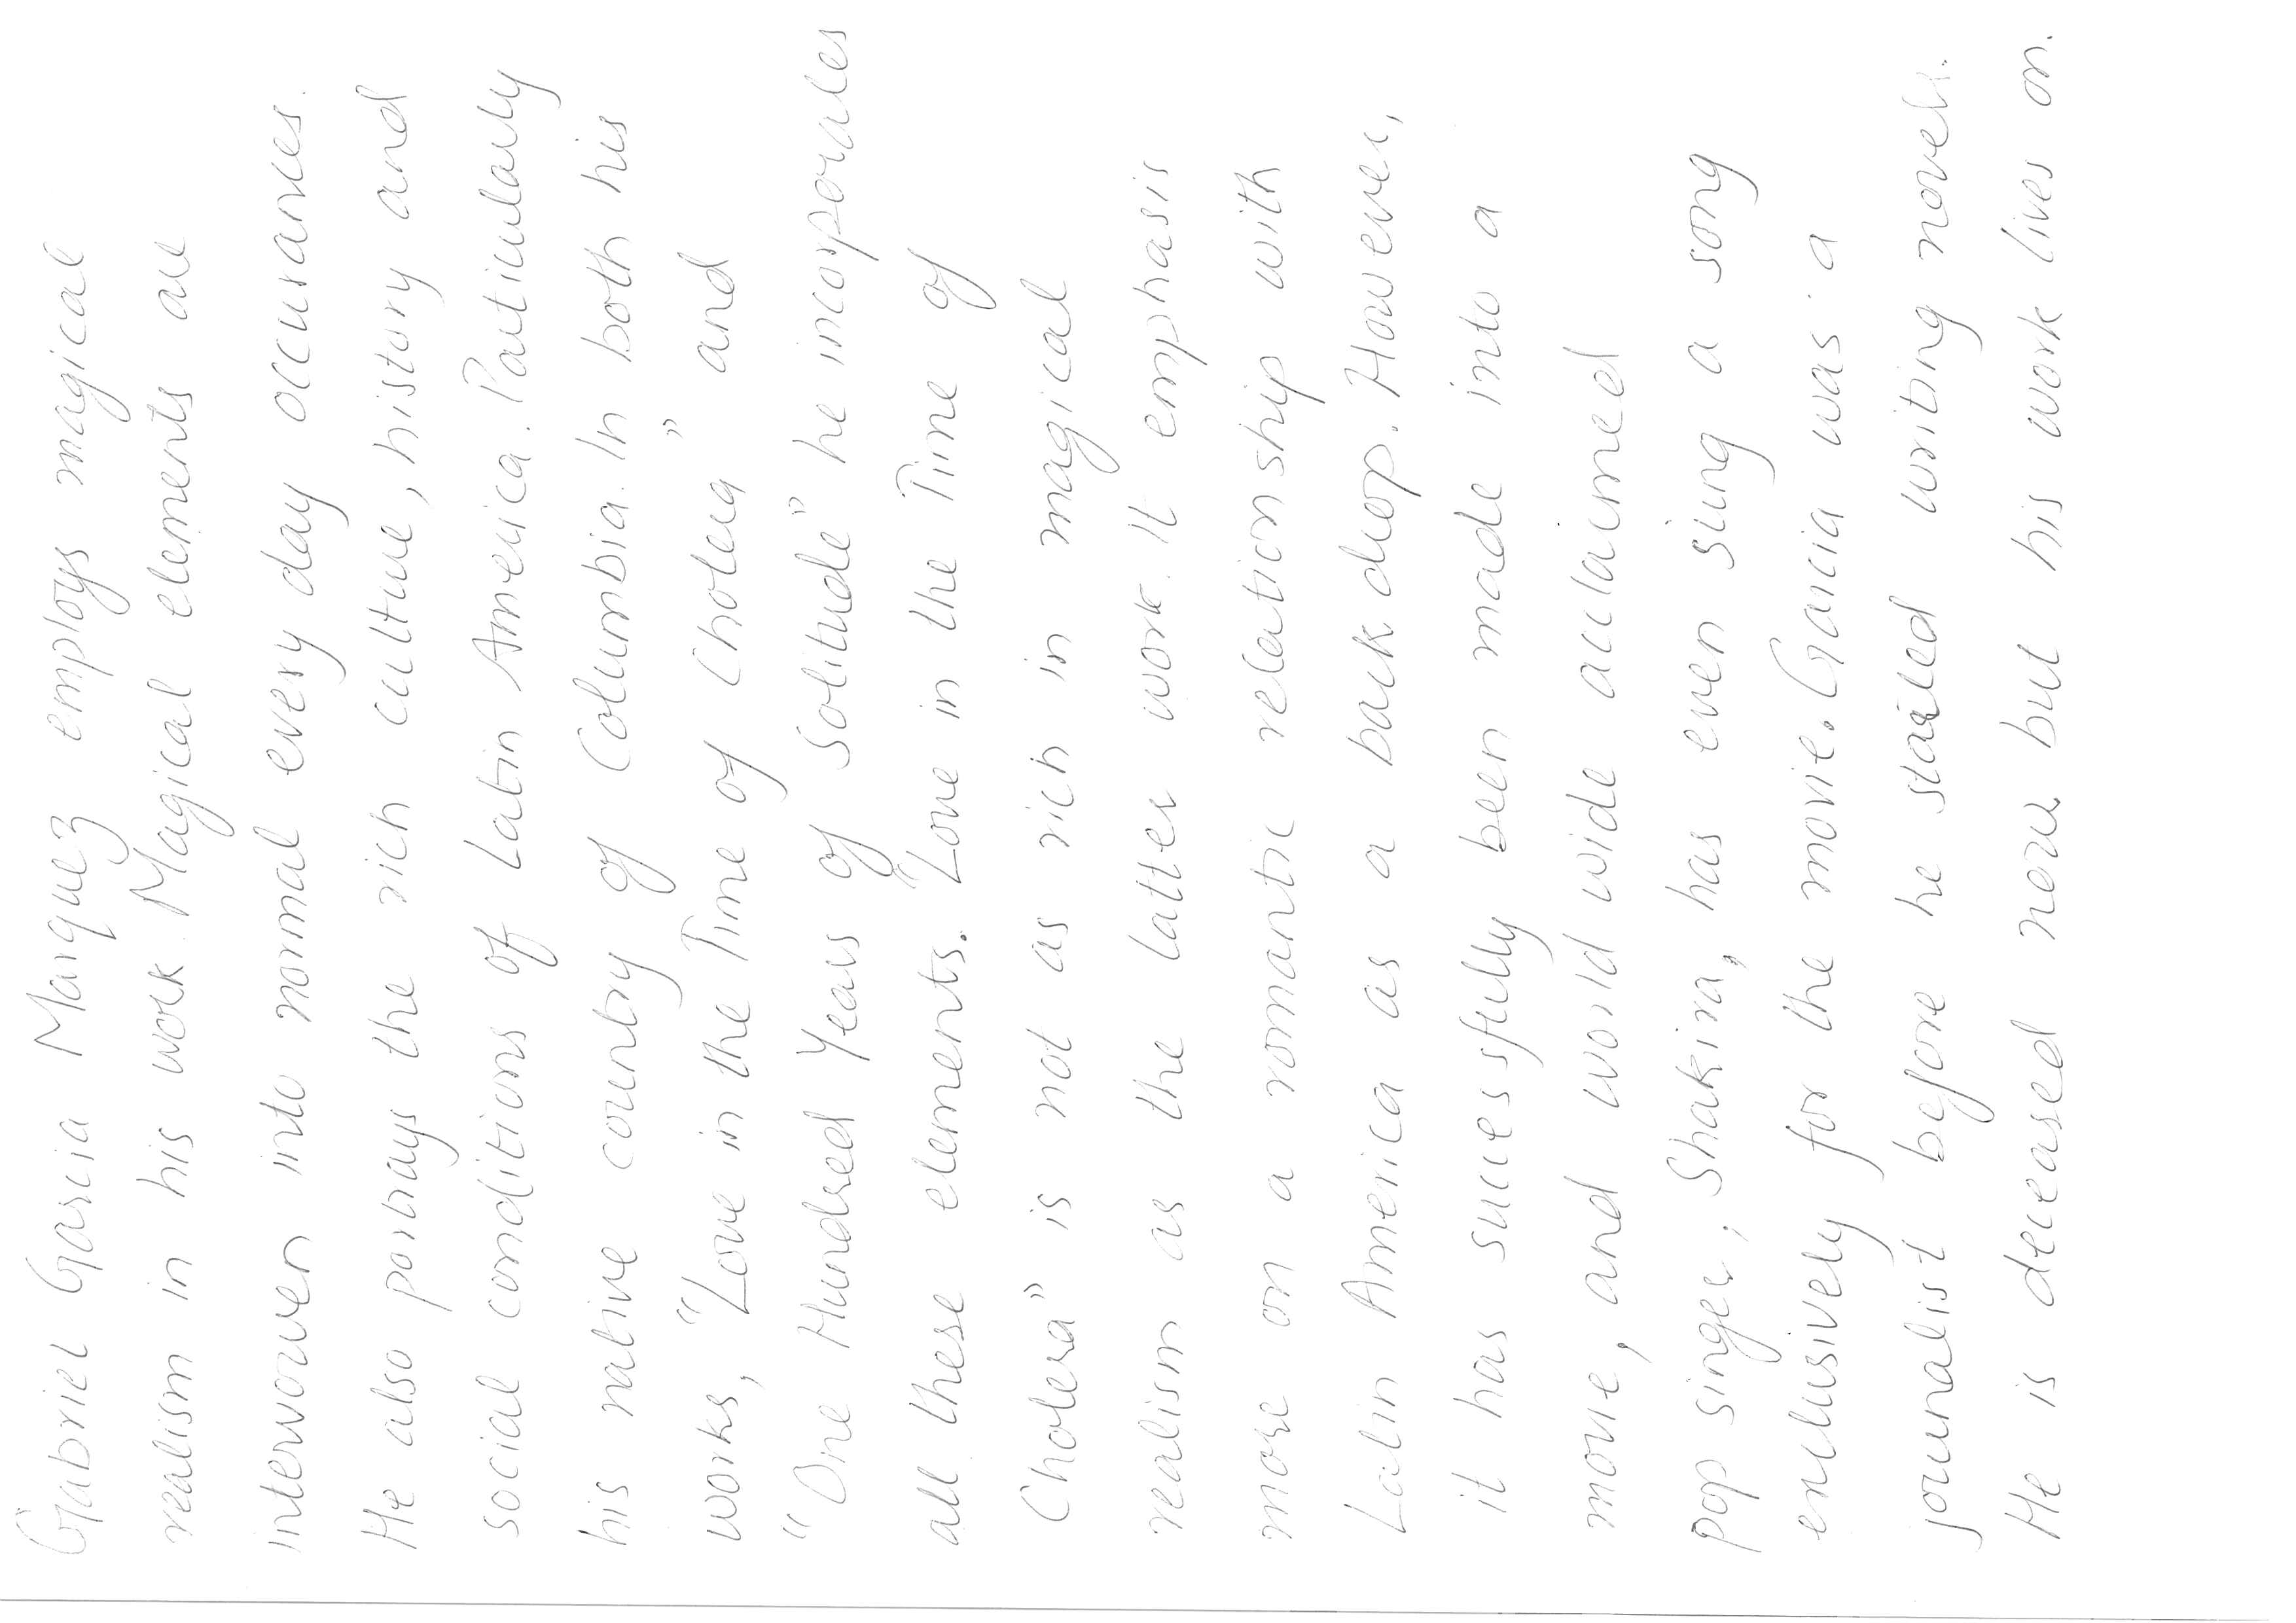 Gabriel Garcia Marquez employs magical
realism in his work. Magical elements are
interwowen into normal every day occurances.
He also portrays the rich culture, history and
social conditions of Latin America. Particularly
his native country of Columbia. In both his
works, "Love in the Time of Cholera" and
"One Hundred Years of Solitude" he incorporates
all these elements. "Love in the Time of
Cholera" is not as rich in magical
realism as the latter work. It emphasis
more on a romantic relationship with
Latin America as a back drop. However,
it has successfully been made into a
movie, and world wide acclaimed
pop singer, Shakira, has even sung a song
exclusively for the movie. Garcia was a
journalist before he started writing novels.
He is deceased now but his work lives on.